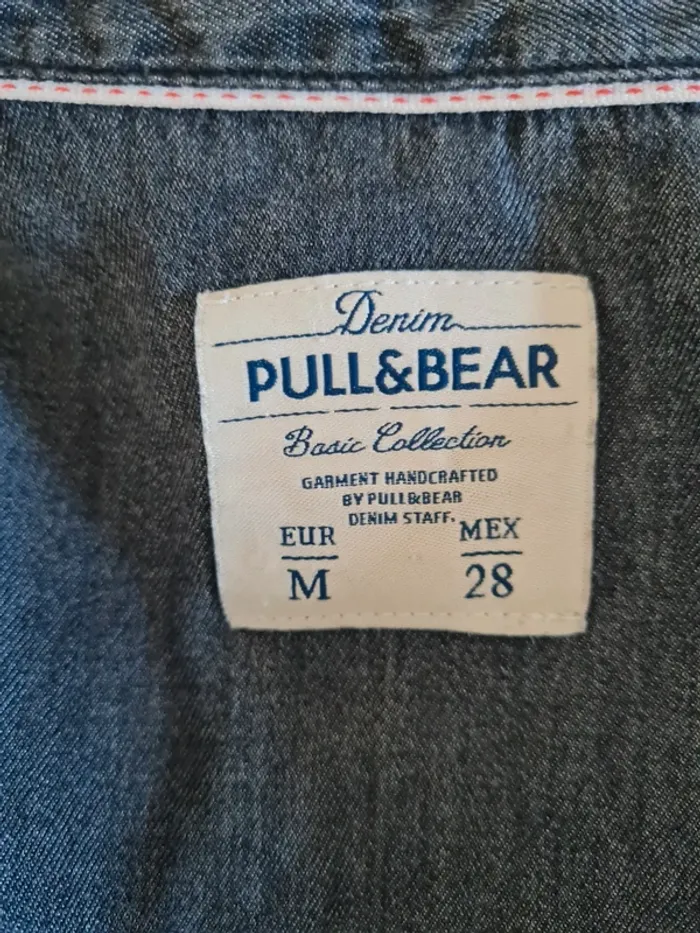 Denim
PULL&BEAR
Basic Collection
GARMENT HANDCRAFTED
BY PULL&BEAR
DENIM STAFF.
EUR MEX
M 28